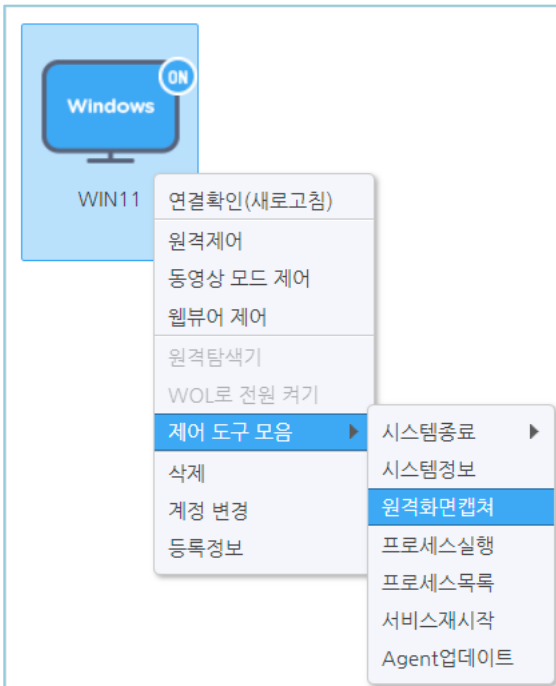 ON
Windows
WIN11
연결확인(새로고침)
원격제어
동영상 모드 제어
웹뷰어 제어
원격탐색기
WOL로 전원 켜기
제어 도구 모음
삭제
계정 변경
등록정보
시스템종료
시스템정보
원격화면캡쳐
프로세스실행
프로세스목록
서비스재시작
Agent업데이트